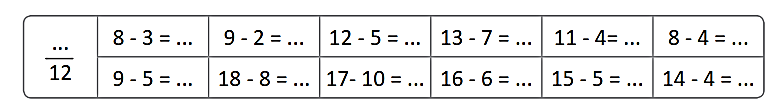 ...
12
8 - 3 = ... 9 - 2 = ... 12 - 5 = ... 13 - 7 = ... 11 - 4= ... 8 - 4 = ...
9 - 5 = ... 18 - 8 = ... 17- 10 = ... 16 - 6 = ... 15 - 5 = ... 14 - 4 = ...